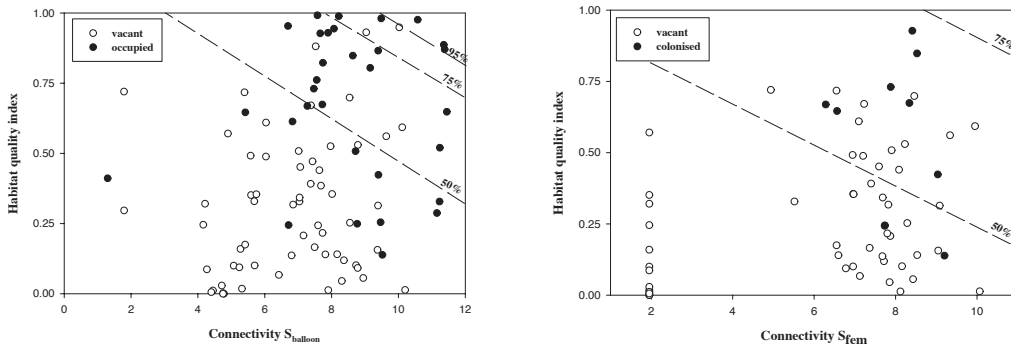 1.00
0.75
0.50
0.25
0.00
Habitat quality index
vacant
occupied
95%
75%
50%
0 2 4 6 8 10 12
Connectivity S_balloon
1.00
0.75
0.50
0.25
0.00
Habitat quality index
vacant
colonised
75%
50%
2 4 6 8 10
Connectivity S_fem